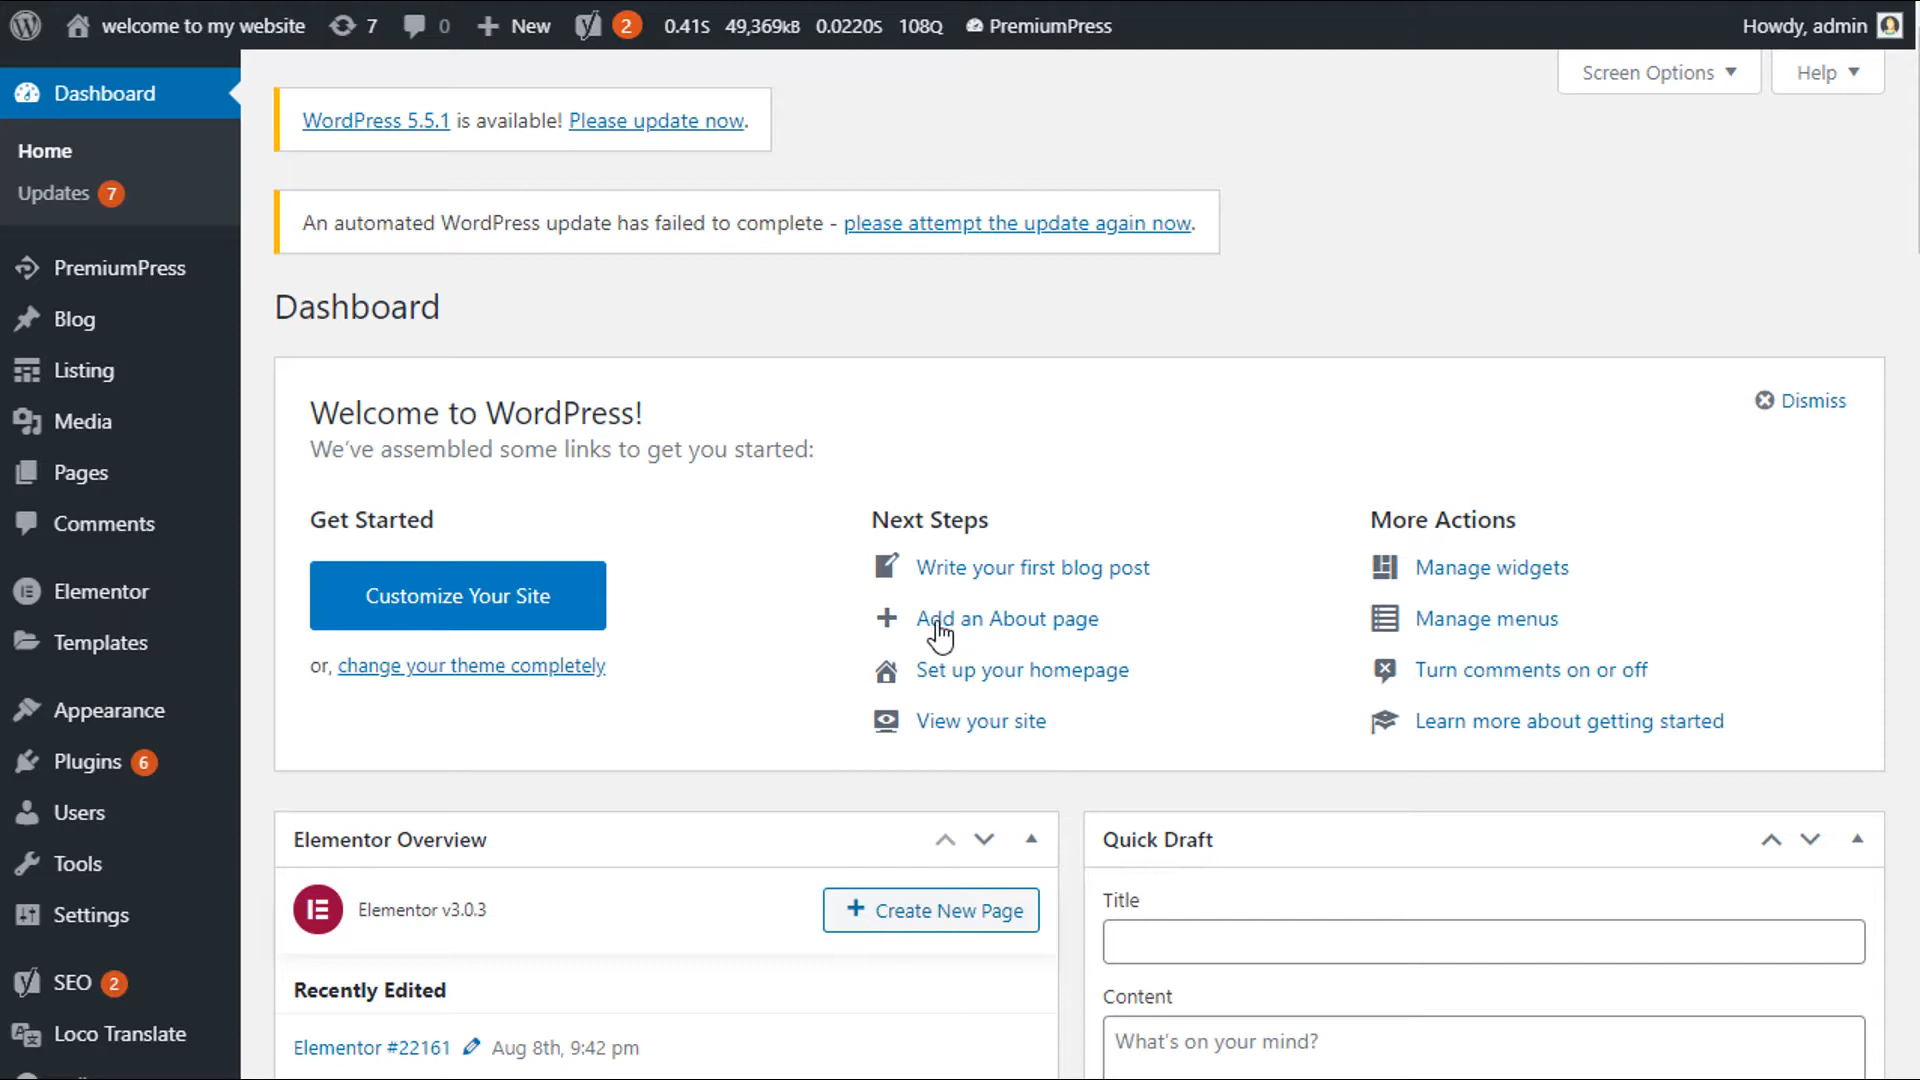 welcome to my website 7 0 New 2 0.41S 49,369KB 0.0220S 108Q PremiumPress Howdy, admin
Screen Options Help
Dashboard
Home
Updates 7
PremiumPress
Blog
Listing
Media
Pages
Comments
Elementor
Templates
Appearance
Plugins 6
Users
Tools
Settings
SEO 2
Loco Translate
WordPress 5.5.1 is available! Please update now.
An automated WordPress update has failed to complete - please attempt the update again now.
Dashboard
Welcome to WordPress!
We've assembled some links to get you started:
Dismiss
Get Started
Customize Your Site
or, change your theme completely
Next Steps
Write your first blog post
Add an About page
Set up your homepage
View your site
More Actions
Manage widgets
Manage menus
Turn comments on or off
Learn more about getting started
Elementor Overview
Elementor v3.0.3
Create New Page
Recently Edited
Elementor #22161 Aug 8th, 9:42 pm
Quick Draft
Title
Content
What's on your mind?